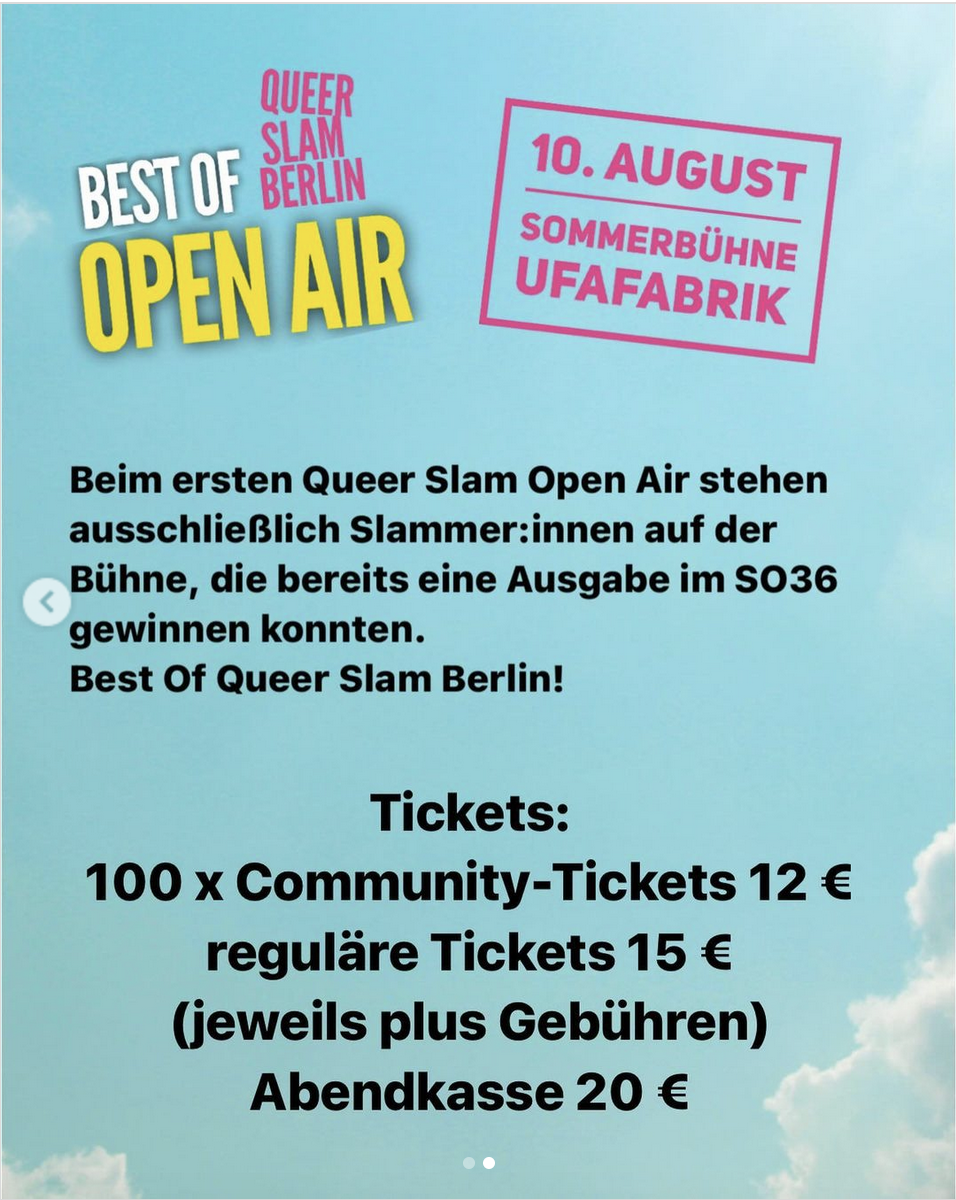 BEST OF
QUEER
SLAM
BERLIN
OPEN AIR
10. AUGUST
SOMMERBÜHNE
UFAFABRIK
Beim ersten Queer Slam Open Air stehen
ausschließlich Slammer:innen auf der
Bühne, die bereits eine Ausgabe im SO36
gewinnen konnten.
Best Of Queer Slam Berlin!
Tickets:
100 x Community-Tickets 12 €
reguläre Tickets 15 €
(jeweils plus Gebühren)
Abendkasse 20 €